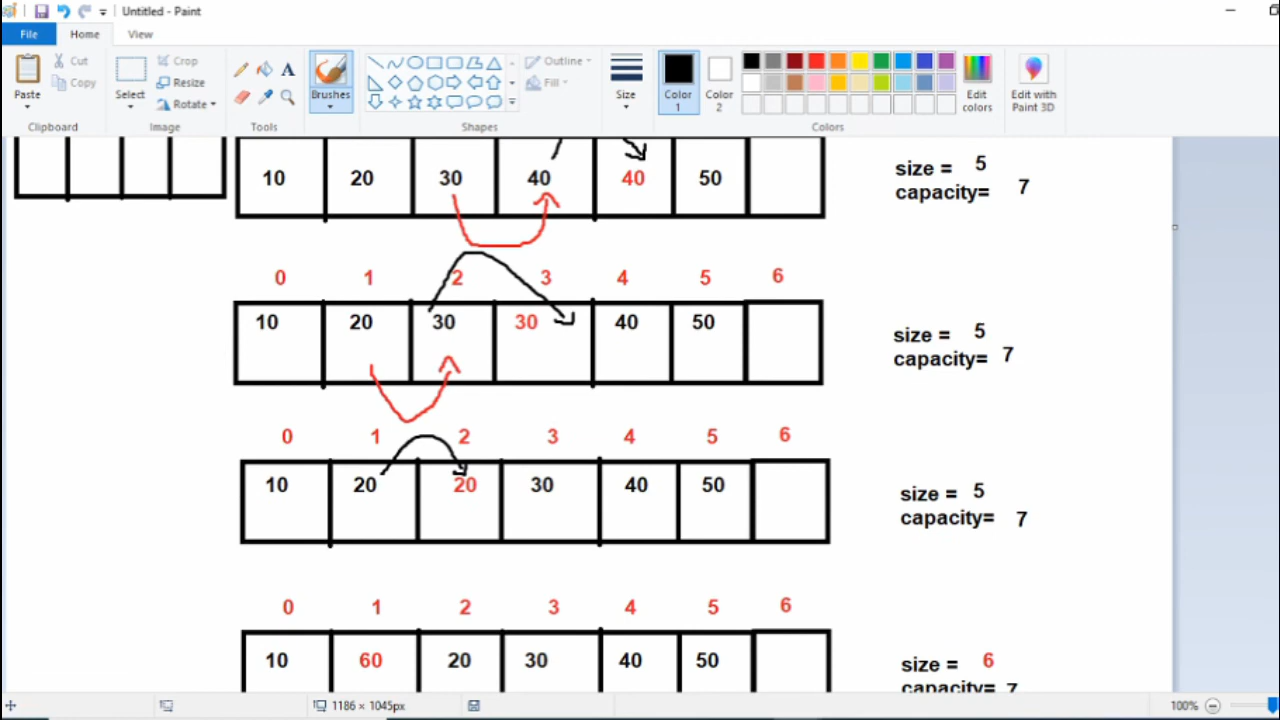 Untitled - Paint
File Home View
Paste
Cut
Copy
Clipboard
Select
Crop
Resize
Rotate
Image
A
Tools
Brushes
Outline
Fill
Shapes
Size
Color 1
Color 2
Edit colors
Colors
Edit with Paint 3D
10 20 30 40 40 50
size = 5
capacity= 7
0 1 2 3 4 5 6
10 20 30 30 40 50
size = 5
capacity= 7
0 1 2 3 4 5 6
10 20 20 30 40 50
size = 5
capacity= 7
0 1 2 3 4 5 6
10 60 20 30 40 50
size = 6
capacity= 7
1186 × 1045px
100%